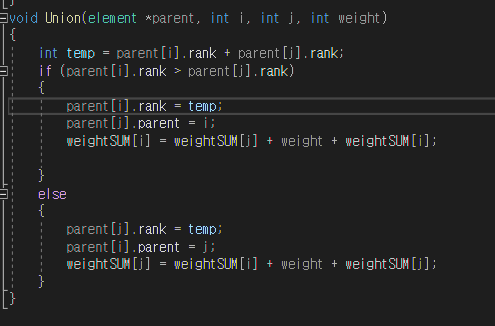 void Union(element *parent, int i, int j, int weight)
{
int temp = parent[i].rank + parent[j].rank;
if (parent[i].rank > parent[j].rank)
{
parent[i].rank = temp;
parent[j].parent = i;
weightSUM[i] = weightSUM[j] + weight + weightSUM[i];
}
else
{
parent[j].rank = temp;
parent[i].parent = j;
weightSUM[j] = weightSUM[i] + weight + weightSUM[j];
}
}